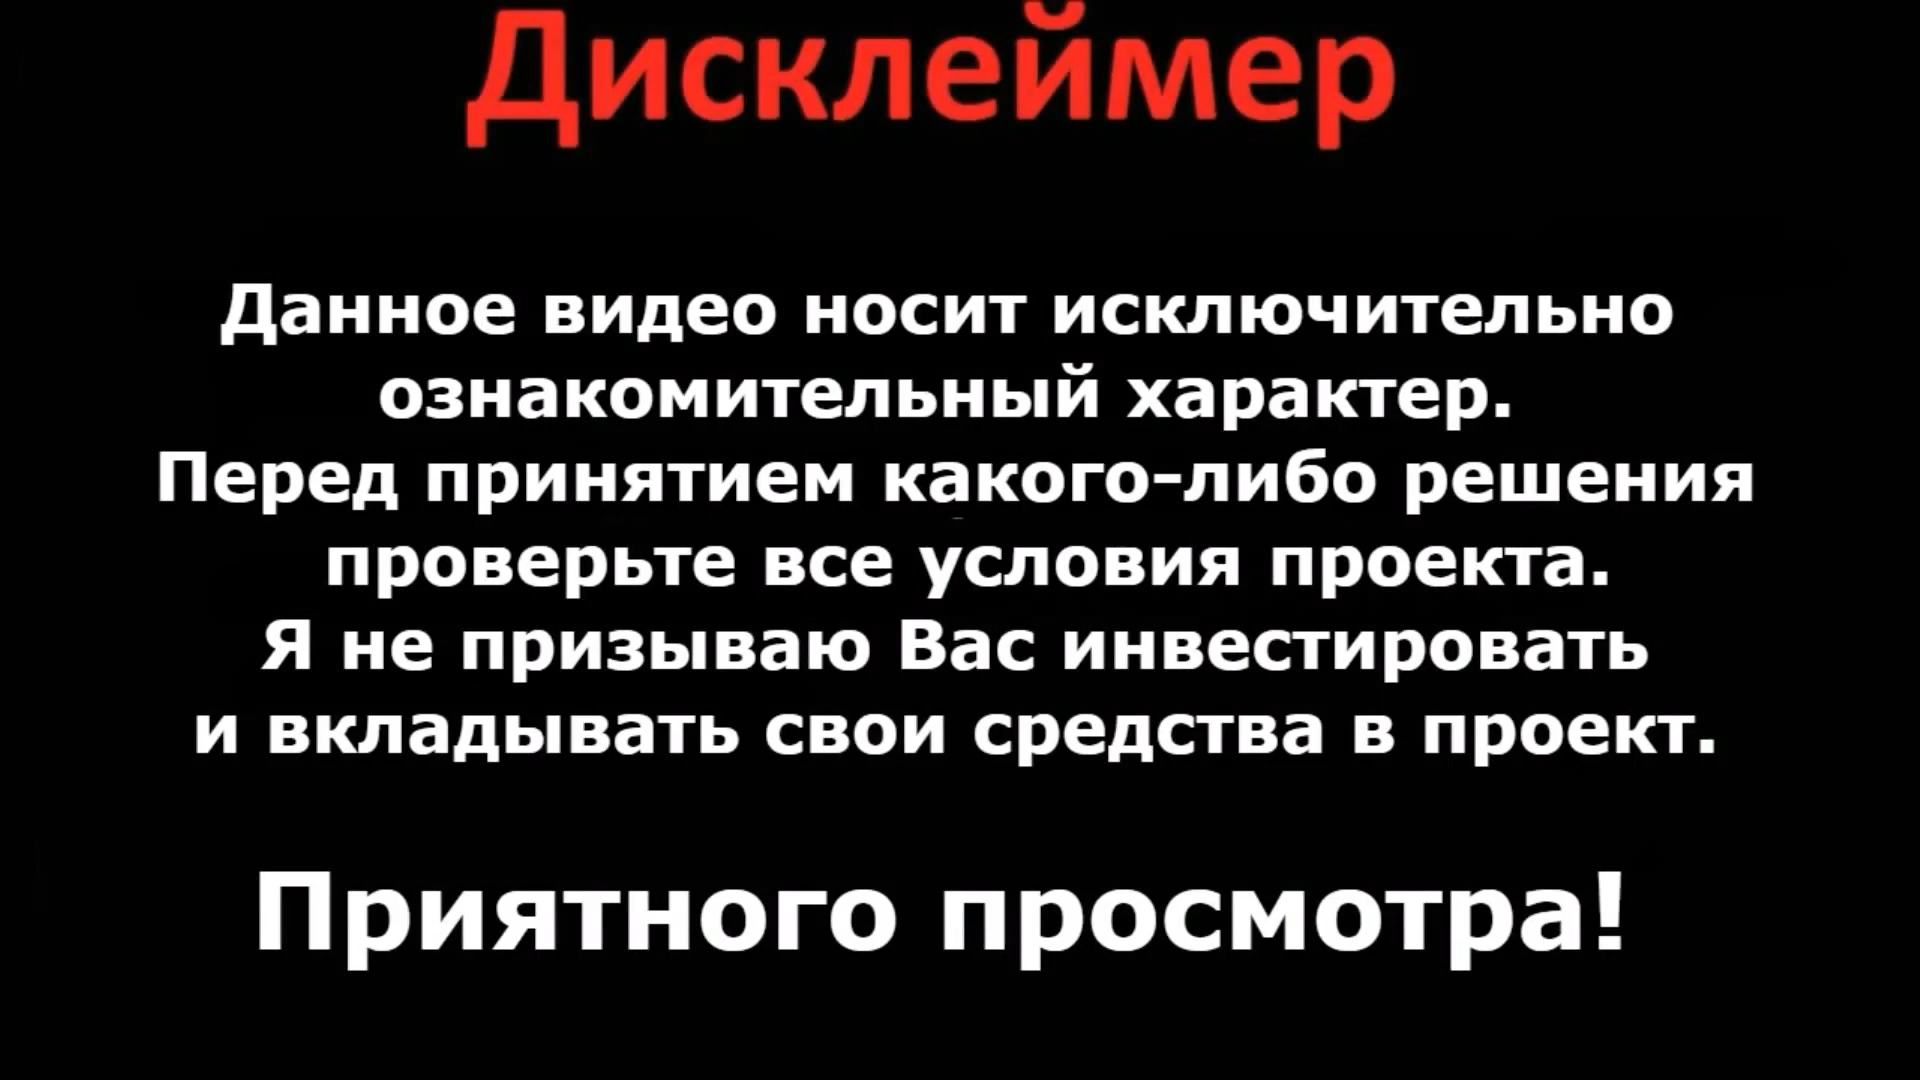 Дисклеймер
Данное видео носит исключительно
ознакомительный характер.
Перед принятием какого-либо решения
проверьте все условия проекта.
Я не призываю Вас инвестировать
и вкладывать свои средства в проект.
Приятного просмотра!